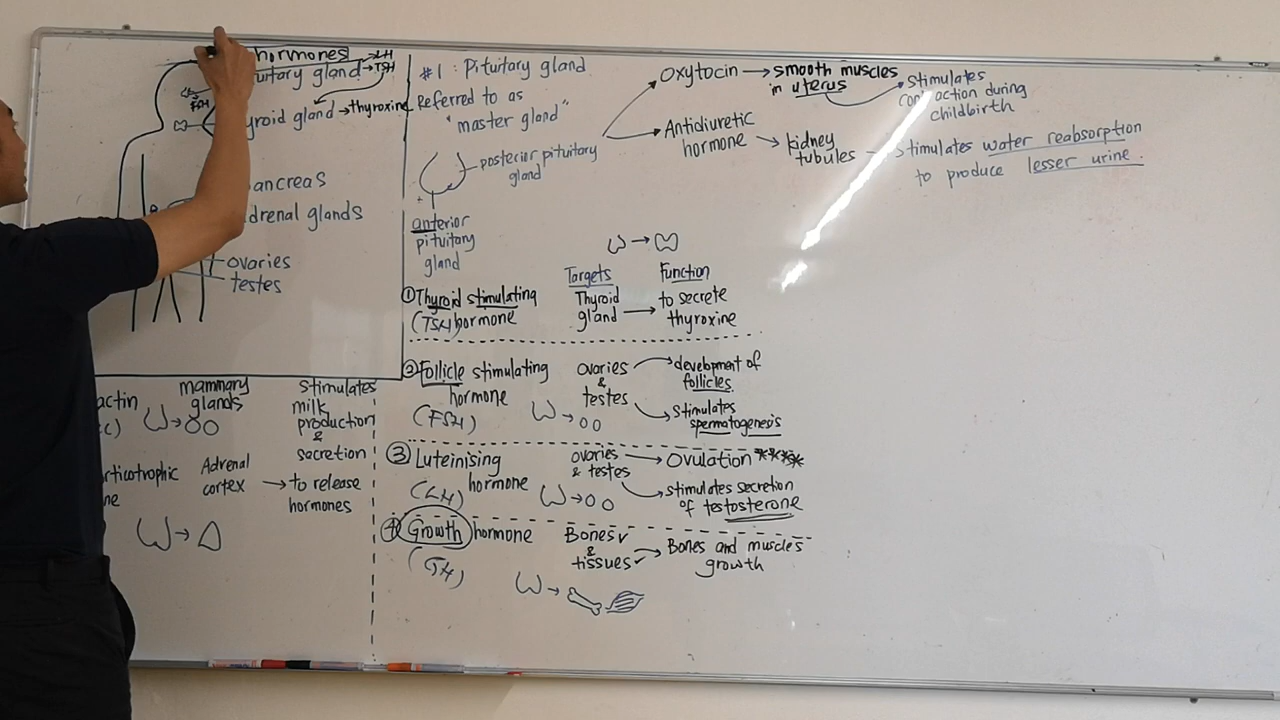 hormones
LH
uitary gland → TSH
FSH
yroid gland → thyroxine
ancreas
drenal glands
ovaries
testes
#1 : Pituitary gland
Referred to as
"master gland"
posterior pituitary
gland
anterior
pituitary
gland
Oxytocin → smooth muscles
in uterus
stimulates
con action during
childbirth
Antidiuretic
hormone
kidney
tubules
stimulates water reabsorption
to produce lesser urine.
Targets
Function
① Thyroid stimulating
(TSH) hormone
Thyroid
gland
to secrete
thyroxine
② Follicle stimulating
hormone
(FSH)
ovaries
&
testes
development of
follicles.
stimulates
spermatogenesis
③ Luteinising
hormone
(LH)
ovaries
& testes
Ovulation ****
stimulates secretion
of testosterone
④ Growth hormone
(GH)
Bones ✓
&
tissues ✓
Bones and muscles
growth
actin
mammary
glands
stimulates
milk
production
&
secretion
rticotrophic
ne
Adrenal
cortex
→ to release
hormones